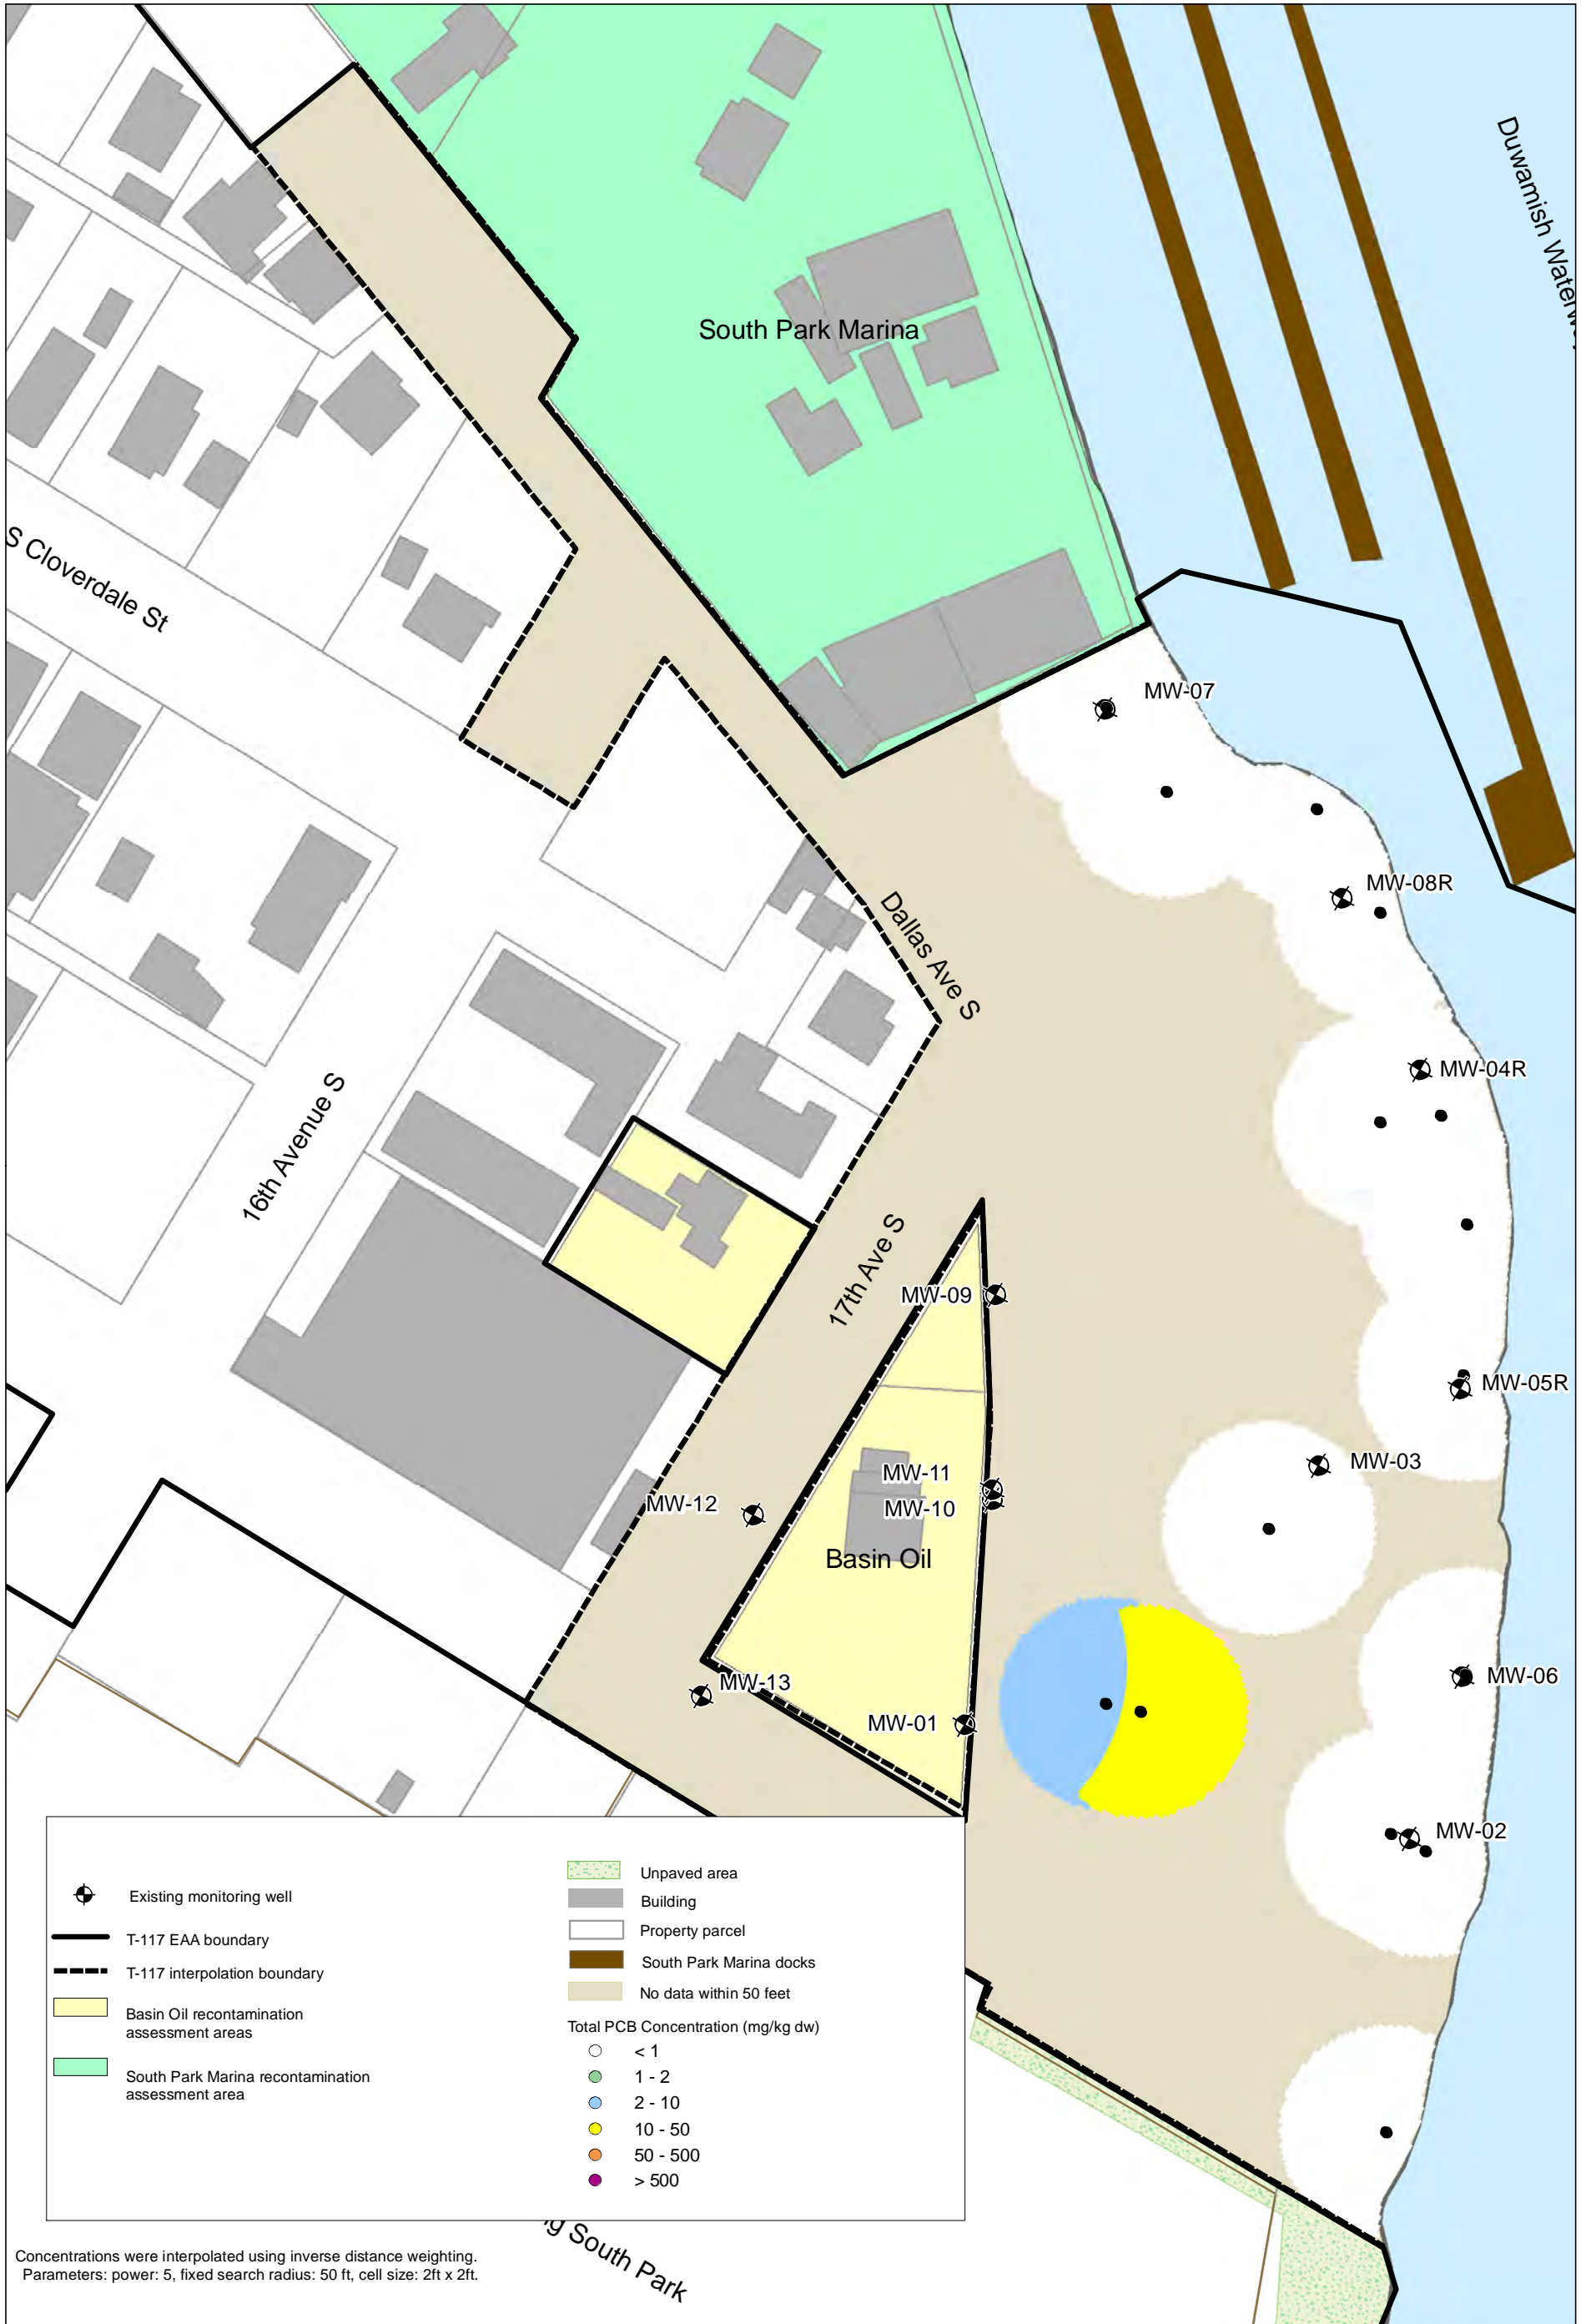 Duwamish Waterway
South Park Marina
S Cloverdale St
MW-07
MW-08R
Dallas Ave S
MW-04R
16th Avenue S
17th Ave S
MW-09
MW-05R
MW-03
MW-11
MW-12
MW-10
Basin Oil
MW-06
MW-13
MW-01
MW-02
Existing monitoring well
T-117 EAA boundary
T-117 interpolation boundary
Basin Oil recontamination
assessment areas
South Park Marina recontamination
assessment area
Unpaved area
Building
Property parcel
South Park Marina docks
No data within 50 feet
Total PCB Concentration (mg/kg dw)
< 1
1 - 2
2 - 10
10 - 50
50 - 500
> 500
South Park
Concentrations were interpolated using inverse distance weighting.
Parameters: power: 5, fixed search radius: 50 ft, cell size: 2ft x 2ft.